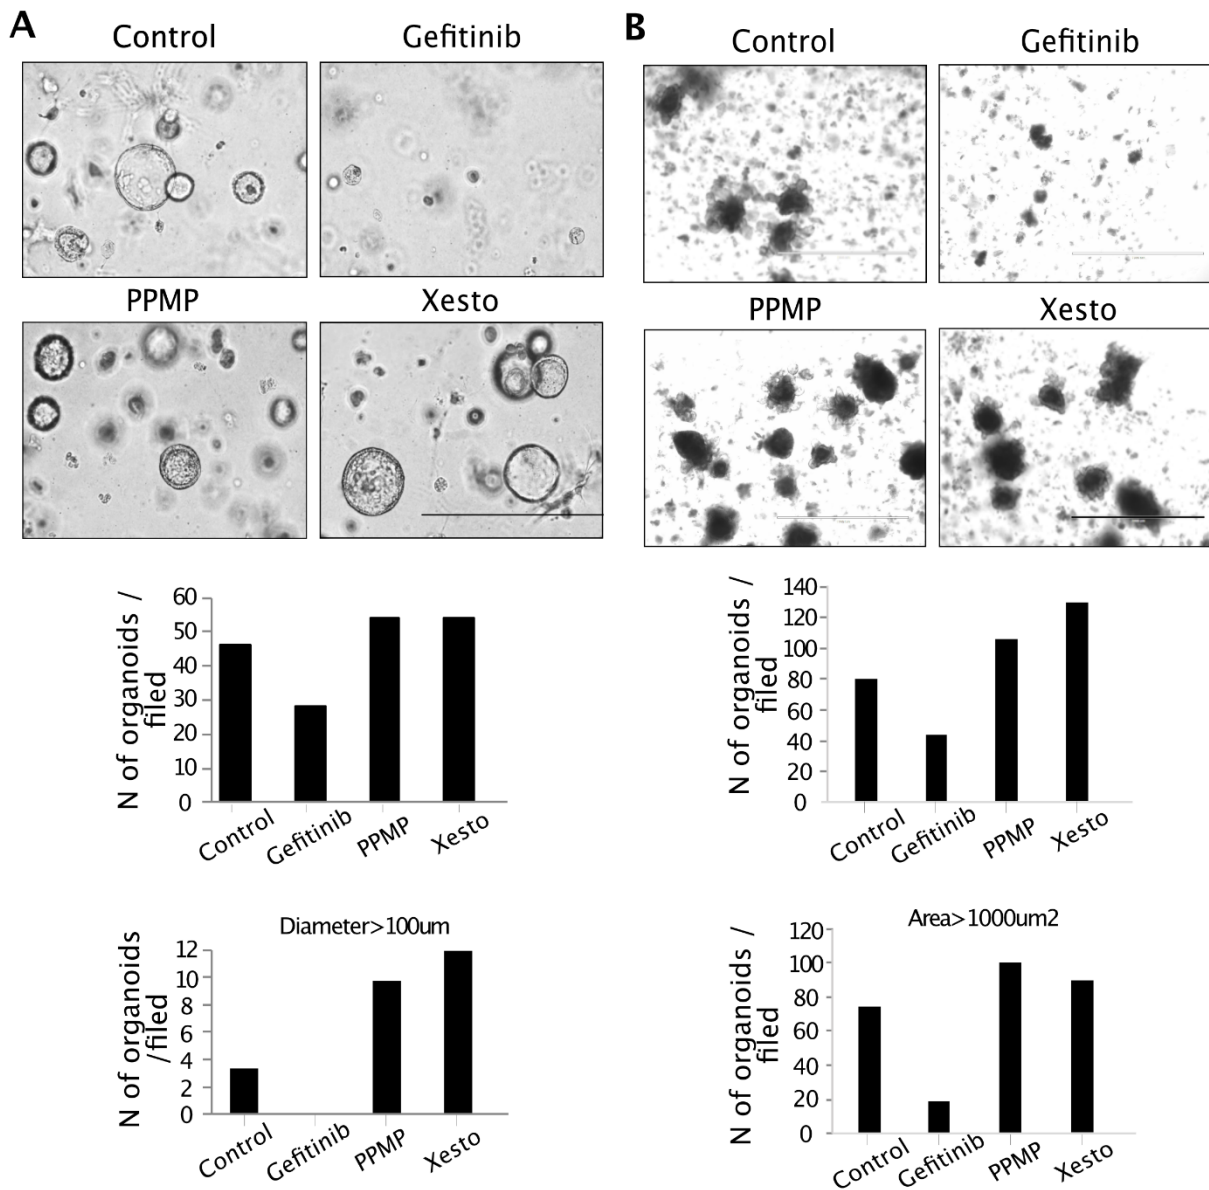 A
Control
Gefitinib
PPMP
Xesto
N of organoids /
filed
60
50
40
30
20
10
0
Control
Gefitinib
PPMP
Xesto
Diameter>100um
N of organoids
/filed
12
10
8
6
4
2
0
Control
Gefitinib
PPMP
Xesto
B
Control
Gefitinib
PPMP
Xesto
N of organoids /
filed
140
120
100
80
60
40
20
0
Control
Gefitinib
PPMP
Xesto
Area>1000um2
N of organoids /
filed
120
100
80
60
40
20
0
Control
Gefitinib
PPMP
Xesto